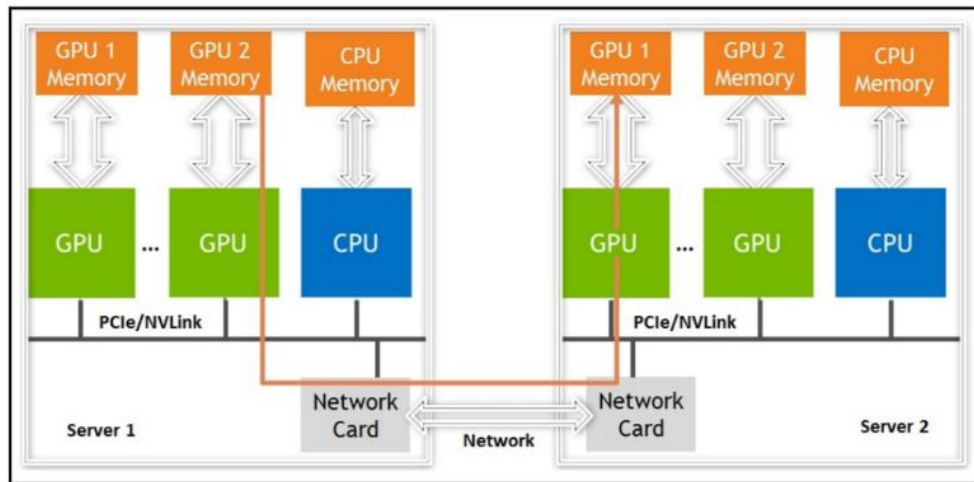 GPU 1
Memory
GPU 2
Memory
CPU
Memory
GPU 1
Memory
GPU 2
Memory
CPU
Memory
GPU
...
GPU
CPU
GPU
...
GPU
CPU
PCIe/NVLink
PCIe/NVLink
Server 1
Network
Card
Network
Network
Card
Server 2